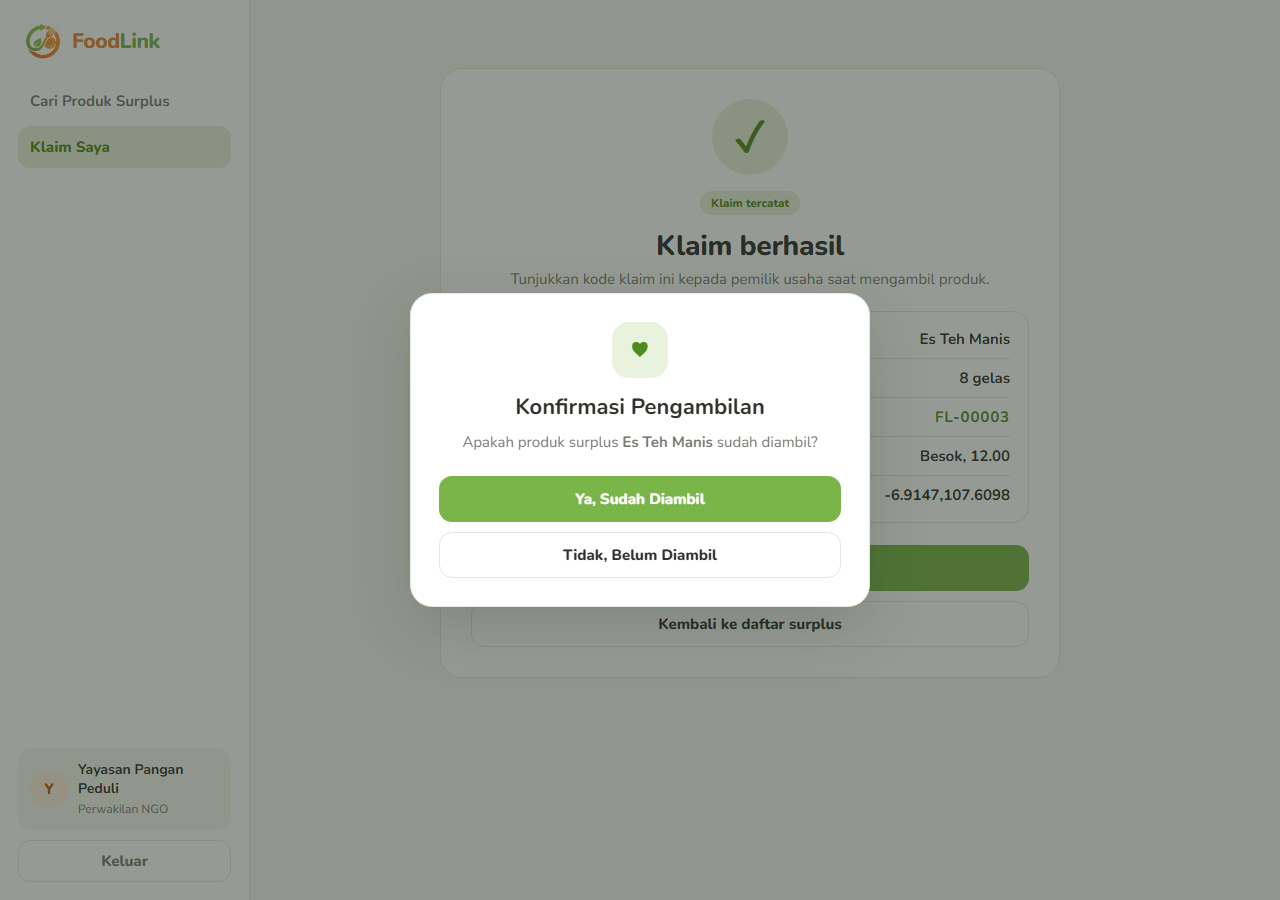 FoodLink
Cari Produk Surplus
Klaim Saya
Klaim tercatat
Klaim berhasil
Tunjukkan kode klaim ini kepada pemilik usaha saat mengambil produk.
Es Teh Manis
8 gelas
FL-00003
Besok, 12.00
-6.9147,107.6098
Konfirmasi Pengambilan
Apakah produk surplus Es Teh Manis sudah diambil?
Ya, Sudah Diambil
Tidak, Belum Diambil
Kembali ke daftar surplus
Y
Yayasan Pangan
Peduli
Perwakilan NGO
Keluar